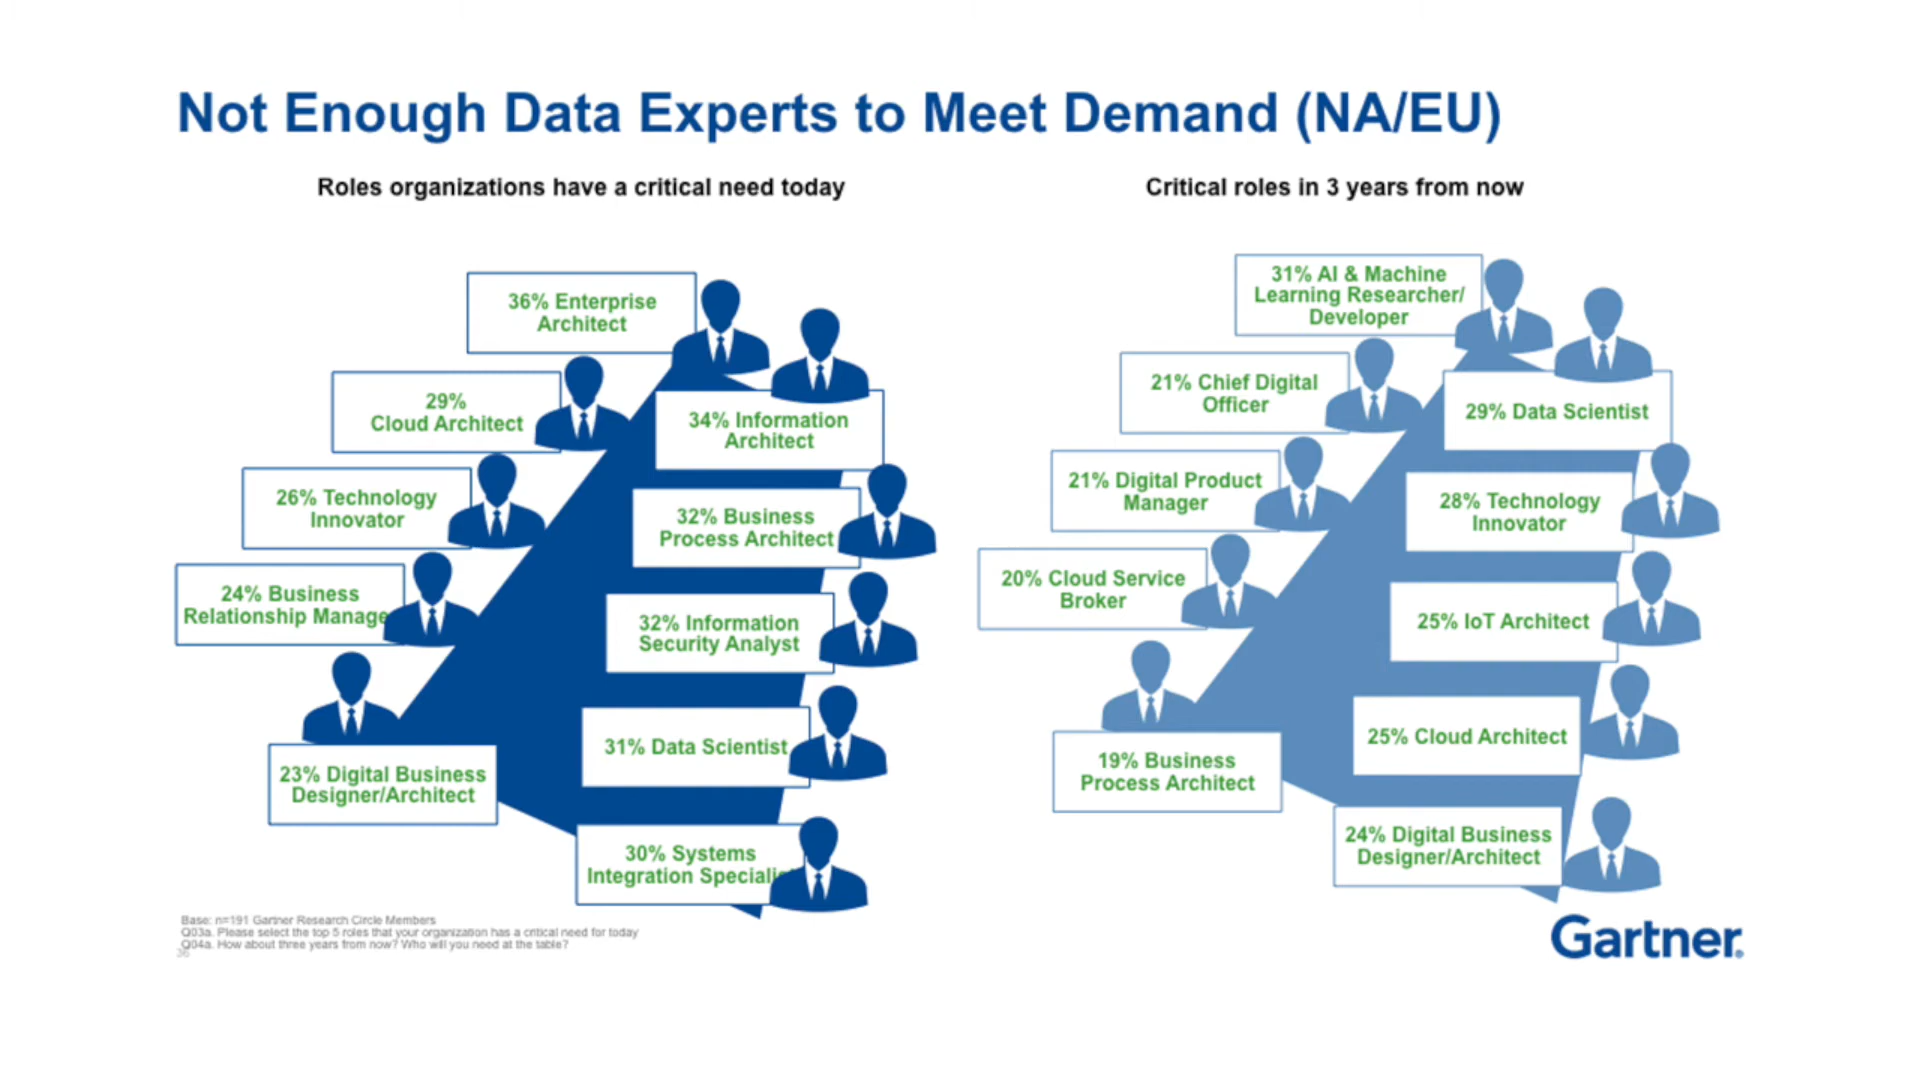 Not Enough Data Experts to Meet Demand (NA/EU)
Roles organizations have a critical need today
36% Enterprise
Architect
29%
Cloud Architect
34% Information
Architect
26% Technology
Innovator
32% Business
Process Architect
24% Business
Relationship Manage
32% Information
Security Analyst
31% Data Scientist
23% Digital Business
Designer/Architect
30% Systems
Integration Speciali
Critical roles in 3 years from now
31% AI & Machine
Learning Researcher/
Developer
21% Chief Digital
Officer
29% Data Scientist
21% Digital Product
Manager
28% Technology
Innovator
20% Cloud Service
Broker
25% IoT Architect
25% Cloud Architect
19% Business
Process Architect
24% Digital Business
Designer/Architect
Base: n=191 Gartner Research Circle Members
Q03a. Please select the top 5 roles that your organization has a critical need for today
Q04a. How about three years from now? Who will you need at the table?
36
Gartner.